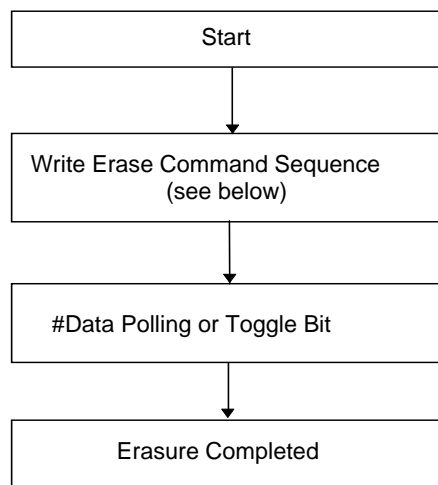 Start
Write Erase Command Sequence
(see below)
#Data Polling or Toggle Bit
Erasure Completed